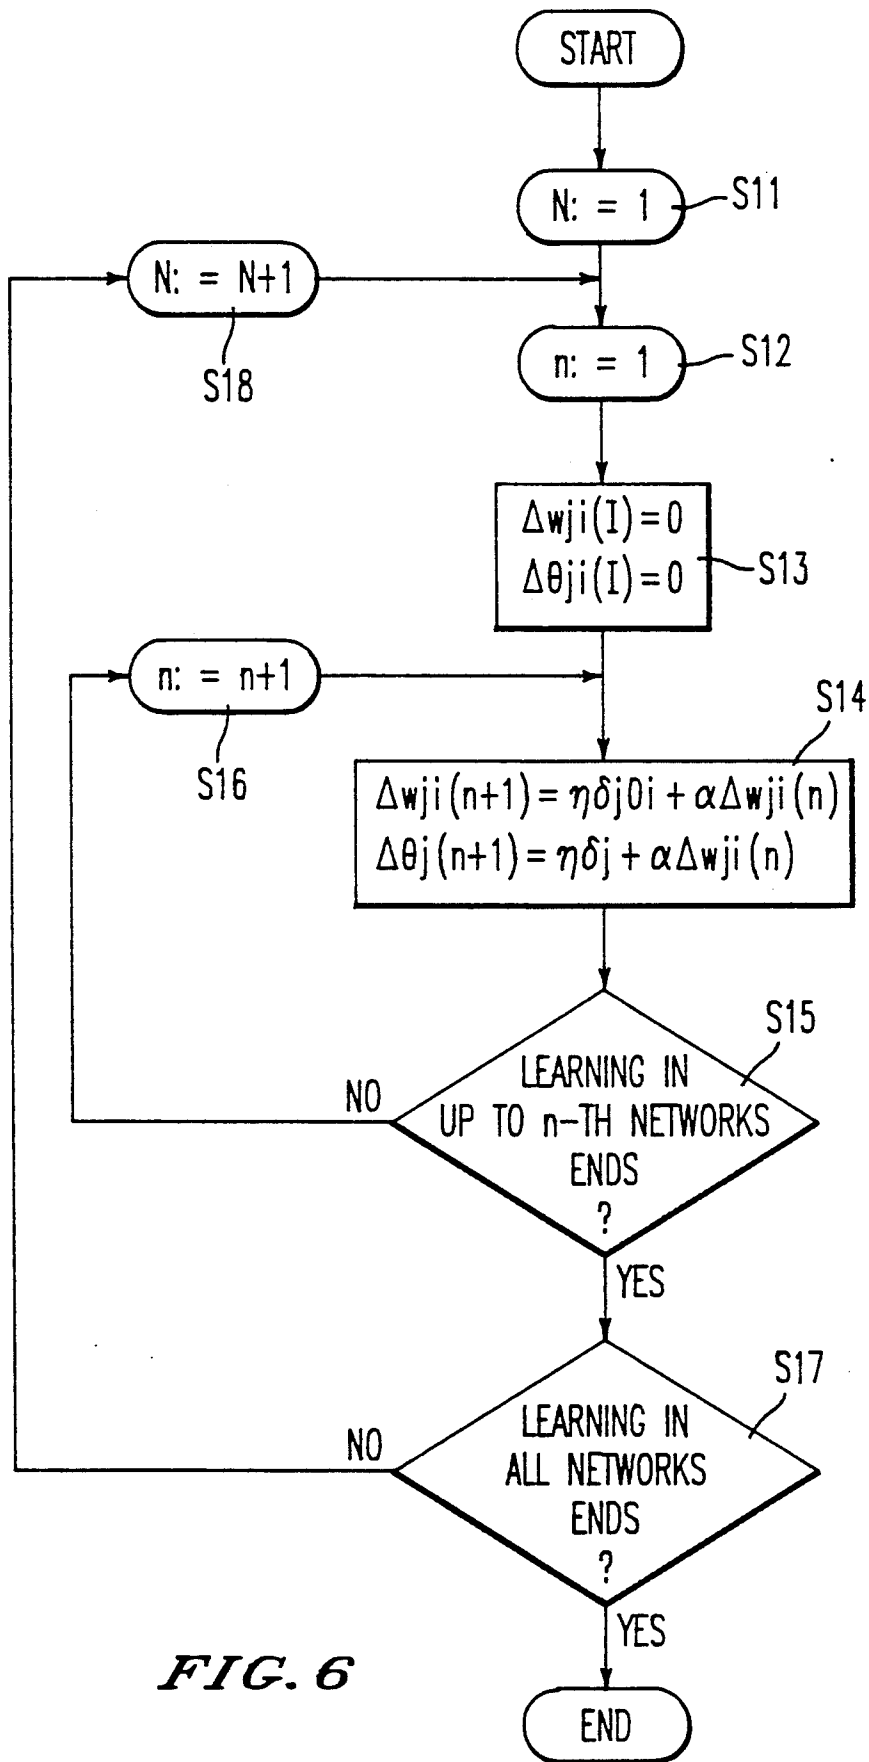 START
N: = 1
S11
N: = N+1
S18
n: = 1
S12
Δwji(I)=0
Δθji(I)=0
S13
n: = n+1
S16
S14
Δwji(n+1)=ηδj0i+αΔwji(n)
Δθj(n+1)=ηδj+αΔwji(n)
S15
LEARNING IN
UP TO n-TH NETWORKS
ENDS
?
NO
YES
S17
LEARNING IN
ALL NETWORKS
ENDS
?
NO
YES
END
FIG. 6